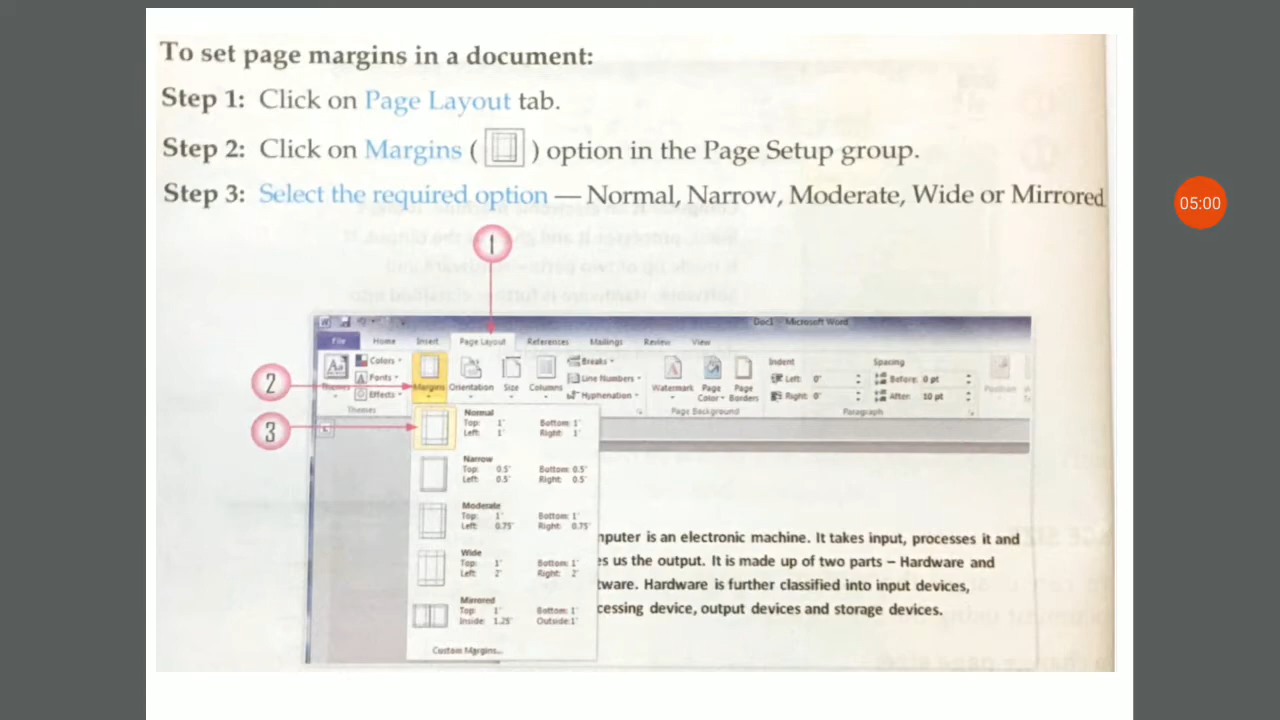 To set page margins in a document:
Step 1: Click on Page Layout tab.
Step 2: Click on Margins ( ) option in the Page Setup group.
Step 3: Select the required option — Normal, Narrow, Moderate, Wide or Mirrored
05:00
1
Doc1 - Microsoft Word
File Home Insert Page Layout References Mailings Review View
Colors Breaks Indent Spacing
Fonts Line Numbers Left: 0" Before: 0 pt
2
Themes Margins Orientation Size Columns Watermark Page Page Position
Effects Hyphenation Color Borders Right: 0" After: 10 pt
Themes Page Background Paragraph
3
Normal
Top: 1" Bottom: 1"
Left: 1" Right: 1"
Narrow
Top: 0.5" Bottom: 0.5"
Left: 0.5" Right: 0.5"
Moderate
Top: 1" Bottom: 1"
Left: 0.75" Right: 0.75"
Wide
Top: 1" Bottom: 1"
Left: 2" Right: 2"
Mirrored
Top: 1" Bottom: 1"
Inside: 1.25" Outside: 1"
Custom Margins...
nputer is an electronic machine. It takes input, processes it and
es us the output. It is made up of two parts – Hardware and
tware. Hardware is further classified into input devices,
cessing device, output devices and storage devices.